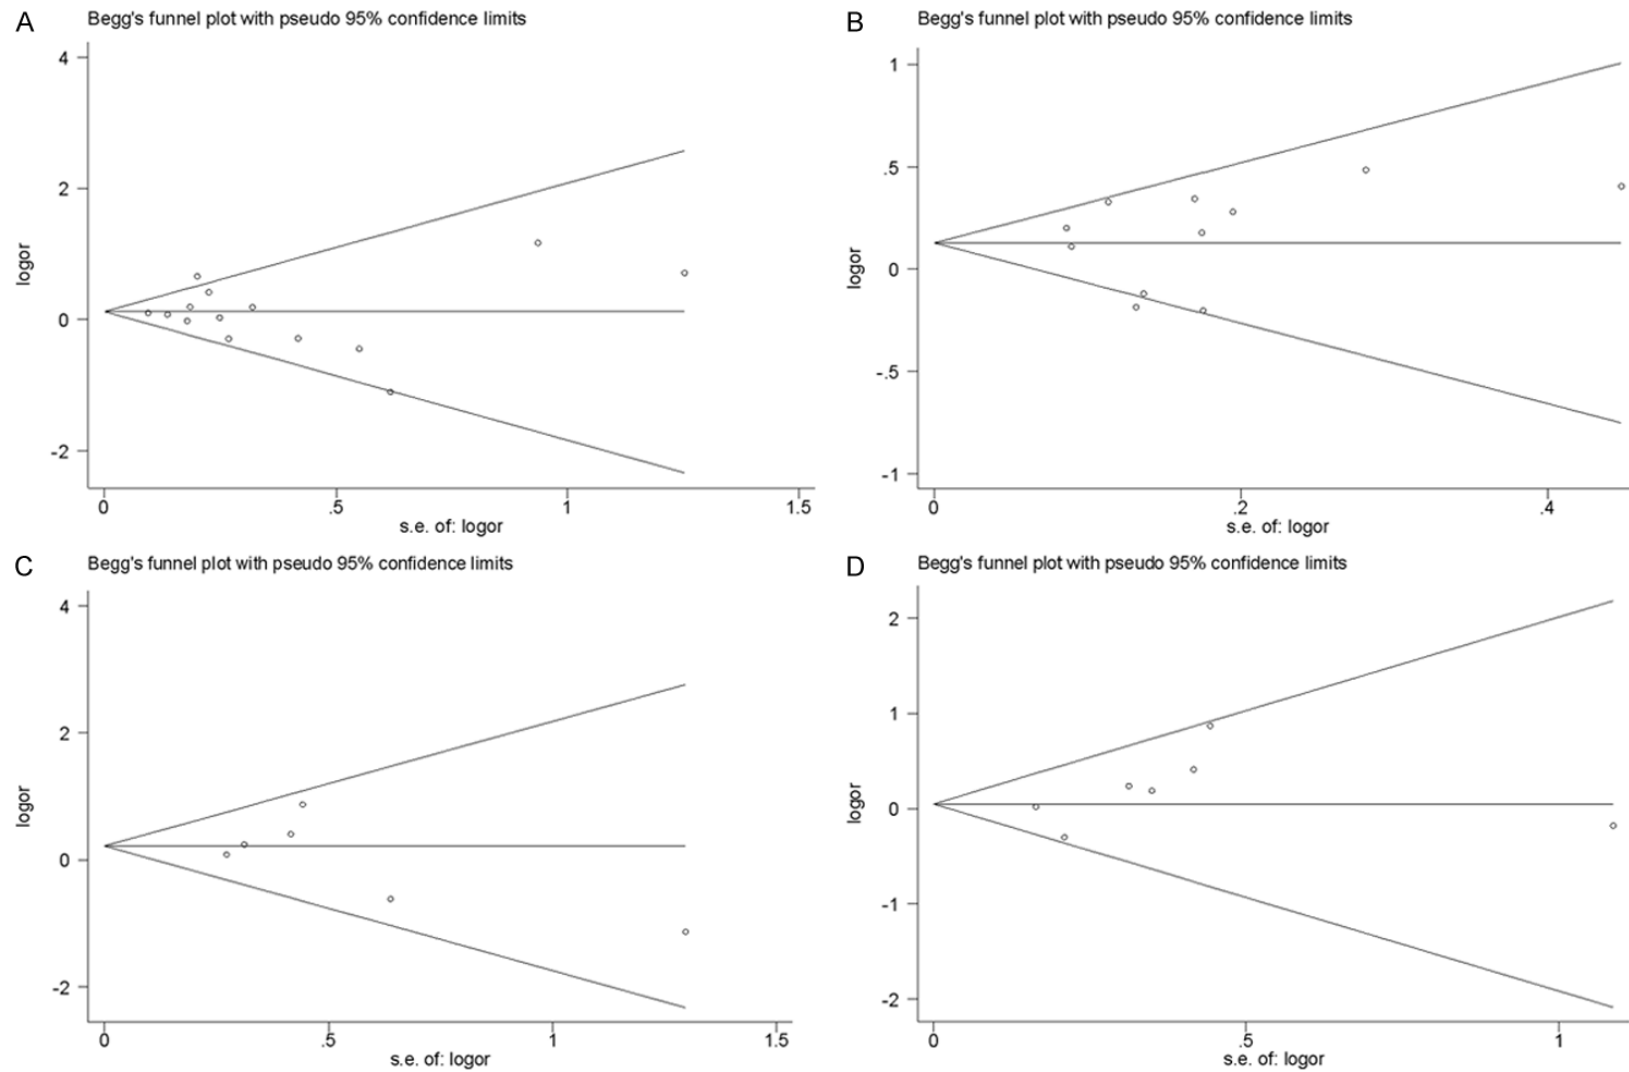 A
Begg's funnel plot with pseudo 95% confidence limits
4
2
0
-2
logor
0 .5 1 1.5
s.e. of: logor
B
Begg's funnel plot with pseudo 95% confidence limits
1
.5
0
-.5
-1
logor
0 .2 .4
s.e. of: logor
C
Begg's funnel plot with pseudo 95% confidence limits
4
2
0
-2
logor
0 .5 1 1.5
s.e. of: logor
D
Begg's funnel plot with pseudo 95% confidence limits
2
1
0
-1
-2
logor
0 .5 1
s.e. of: logor